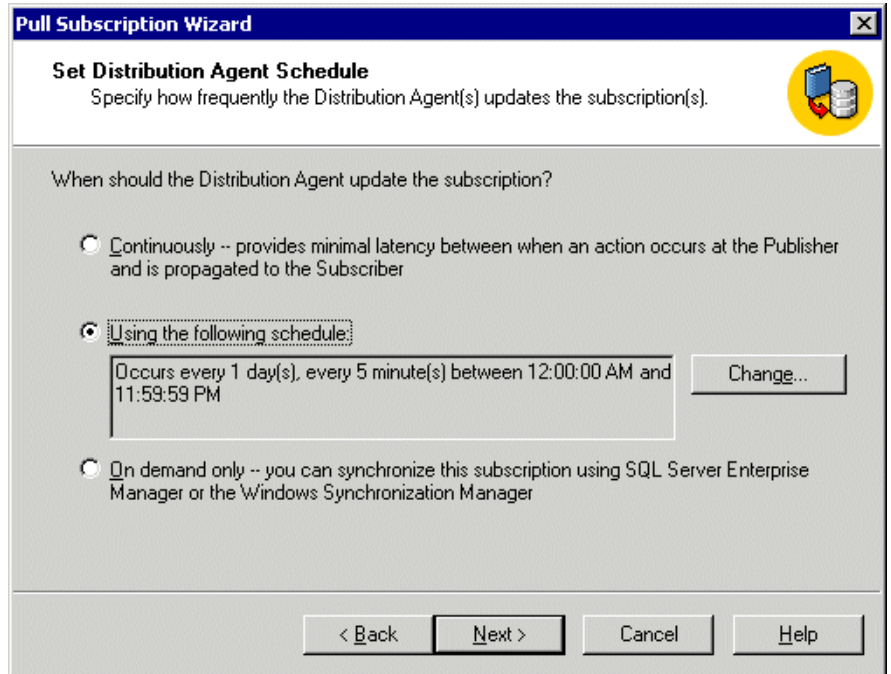 Pull Subscription Wizard
Set Distribution Agent Schedule
Specify how frequently the Distribution Agent(s) updates the subscription(s).
When should the Distribution Agent update the subscription?
Continuously -- provides minimal latency between when an action occurs at the Publisher
and is propagated to the Subscriber
Using the following schedule:
Occurs every 1 day(s), every 5 minute(s) between 12:00:00 AM and
11:59:59 PM
Change...
On demand only -- you can synchronize this subscription using SQL Server Enterprise
Manager or the Windows Synchronization Manager
< Back
Next >
Cancel
Help